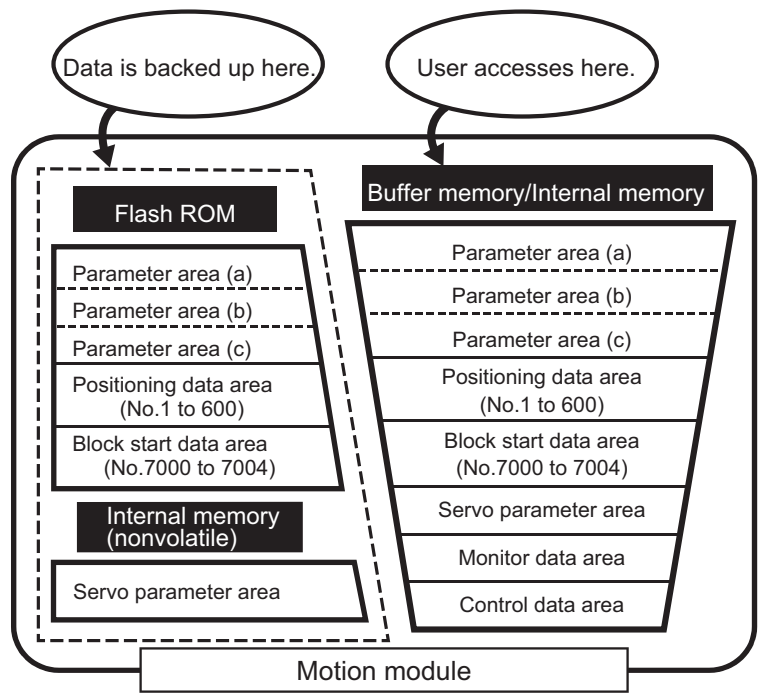 Data is backed up here.
User accesses here.
Flash ROM
Parameter area (a)
Parameter area (b)
Parameter area (c)
Positioning data area
(No.1 to 600)
Block start data area
(No.7000 to 7004)
Internal memory
(nonvolatile)
Servo parameter area
Buffer memory/Internal memory
Parameter area (a)
Parameter area (b)
Parameter area (c)
Positioning data area
(No.1 to 600)
Block start data area
(No.7000 to 7004)
Servo parameter area
Monitor data area
Control data area
Motion module